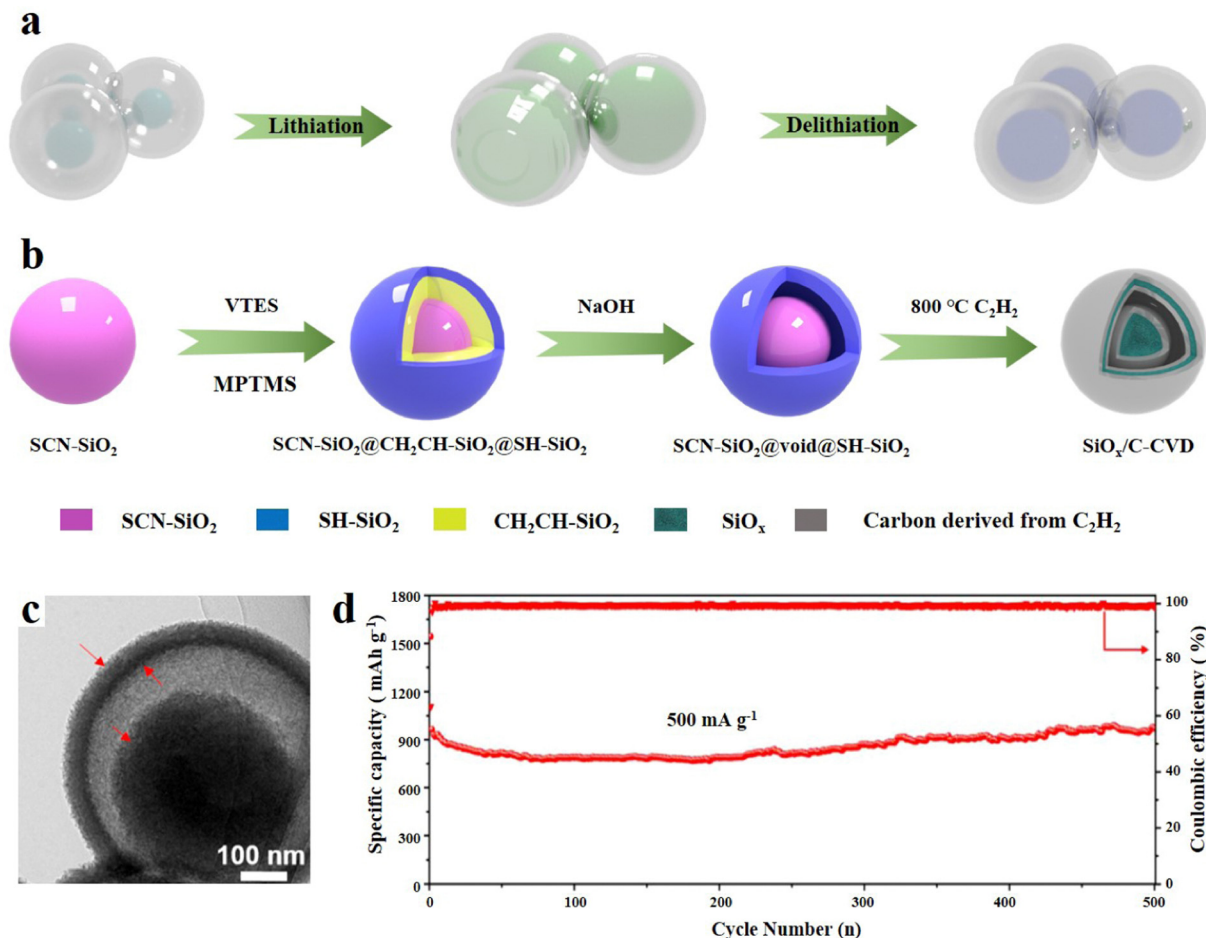 a
Lithiation
Delithiation
b
VTES
MPTMS
NaOH
800 °C C₂H₂
SCN-SiO₂
SCN-SiO₂@CH₂CH-SiO₂@SH-SiO₂
SCN-SiO₂@void@SH-SiO₂
SiOₓ/C-CVD
SCN-SiO₂
SH-SiO₂
CH₂CH-SiO₂
SiOₓ
Carbon derived from C₂H₂
c
100 nm
d
Specific capacity ( mAh g⁻¹)
1800
1500
1200
900
600
300
0
500 mA g⁻¹
100
80
60
40
20
0
Coulombic efficiency ( %)
0
100
200
300
400
500
Cycle Number (n)